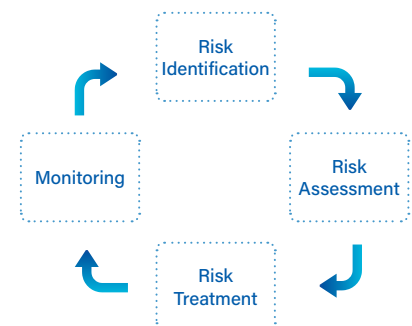 Risk
Identification
Risk
Assessment
Risk
Treatment
Monitoring